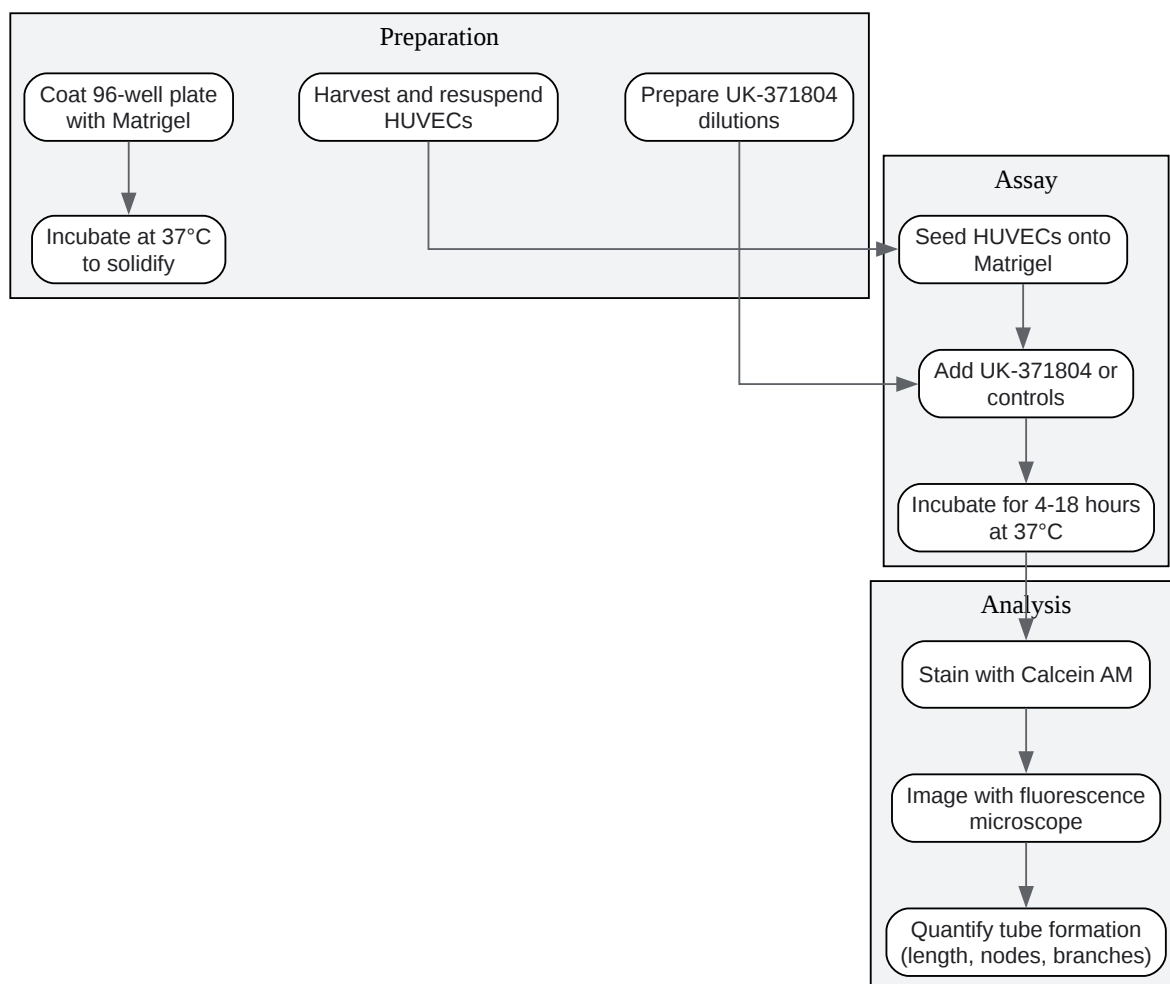 Preparation
Coat 96-well plate
with Matrigel
Harvest and resuspend
HUVECs
Prepare UK-371804
dilutions
Incubate at 37°C
to solidify
Assay
Seed HUVECs onto
Matrigel
Add UK-371804 or
controls
Incubate for 4-18 hours
at 37°C
Analysis
Stain with Calcein AM
Image with fluorescence
microscope
Quantify tube formation
(length, nodes, branches)